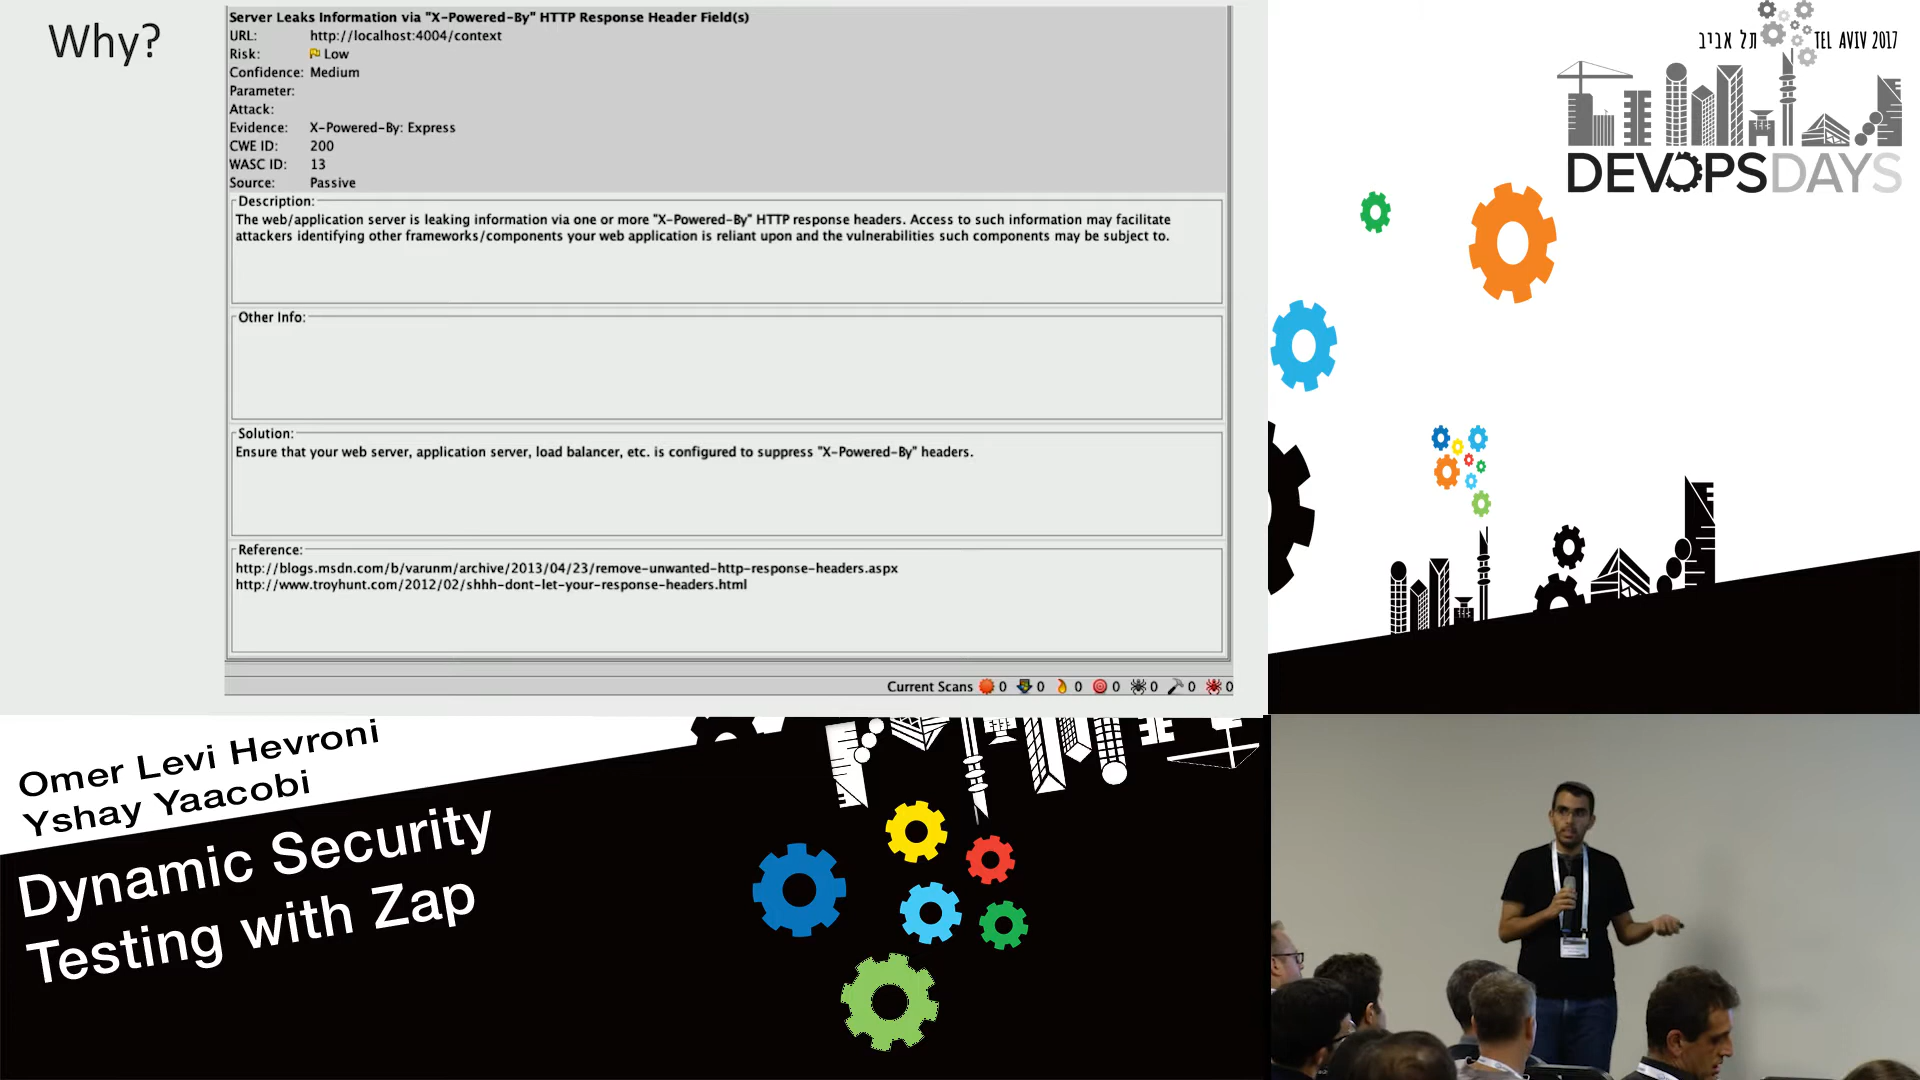 Why?
Server Leaks Information via "X-Powered-By" HTTP Response Header Field(s)
URL: http://localhost:4004/context
Risk: Low
Confidence: Medium
Parameter:
Attack:
Evidence: X-Powered-By: Express
CWE ID: 200
WASC ID: 13
Source: Passive
Description:
The web/application server is leaking information via one or more "X-Powered-By" HTTP response headers. Access to such information may facilitate
attackers identifying other frameworks/components your web application is reliant upon and the vulnerabilities such components may be subject to.
Other Info:
Solution:
Ensure that your web server, application server, load balancer, etc. is configured to suppress "X-Powered-By" headers.
Reference:
http://blogs.msdn.com/b/varunm/archive/2013/04/23/remove-unwanted-http-response-headers.aspx
http://www.troyhunt.com/2012/02/shhh-dont-let-your-response-headers.html
Current Scans 0 0 0 0 0 0 0
תל אביב TEL AVIV 2017
DEVOPSDAYS
Omer Levi Hevroni
Yshay Yaacobi
Dynamic Security
Testing with Zap